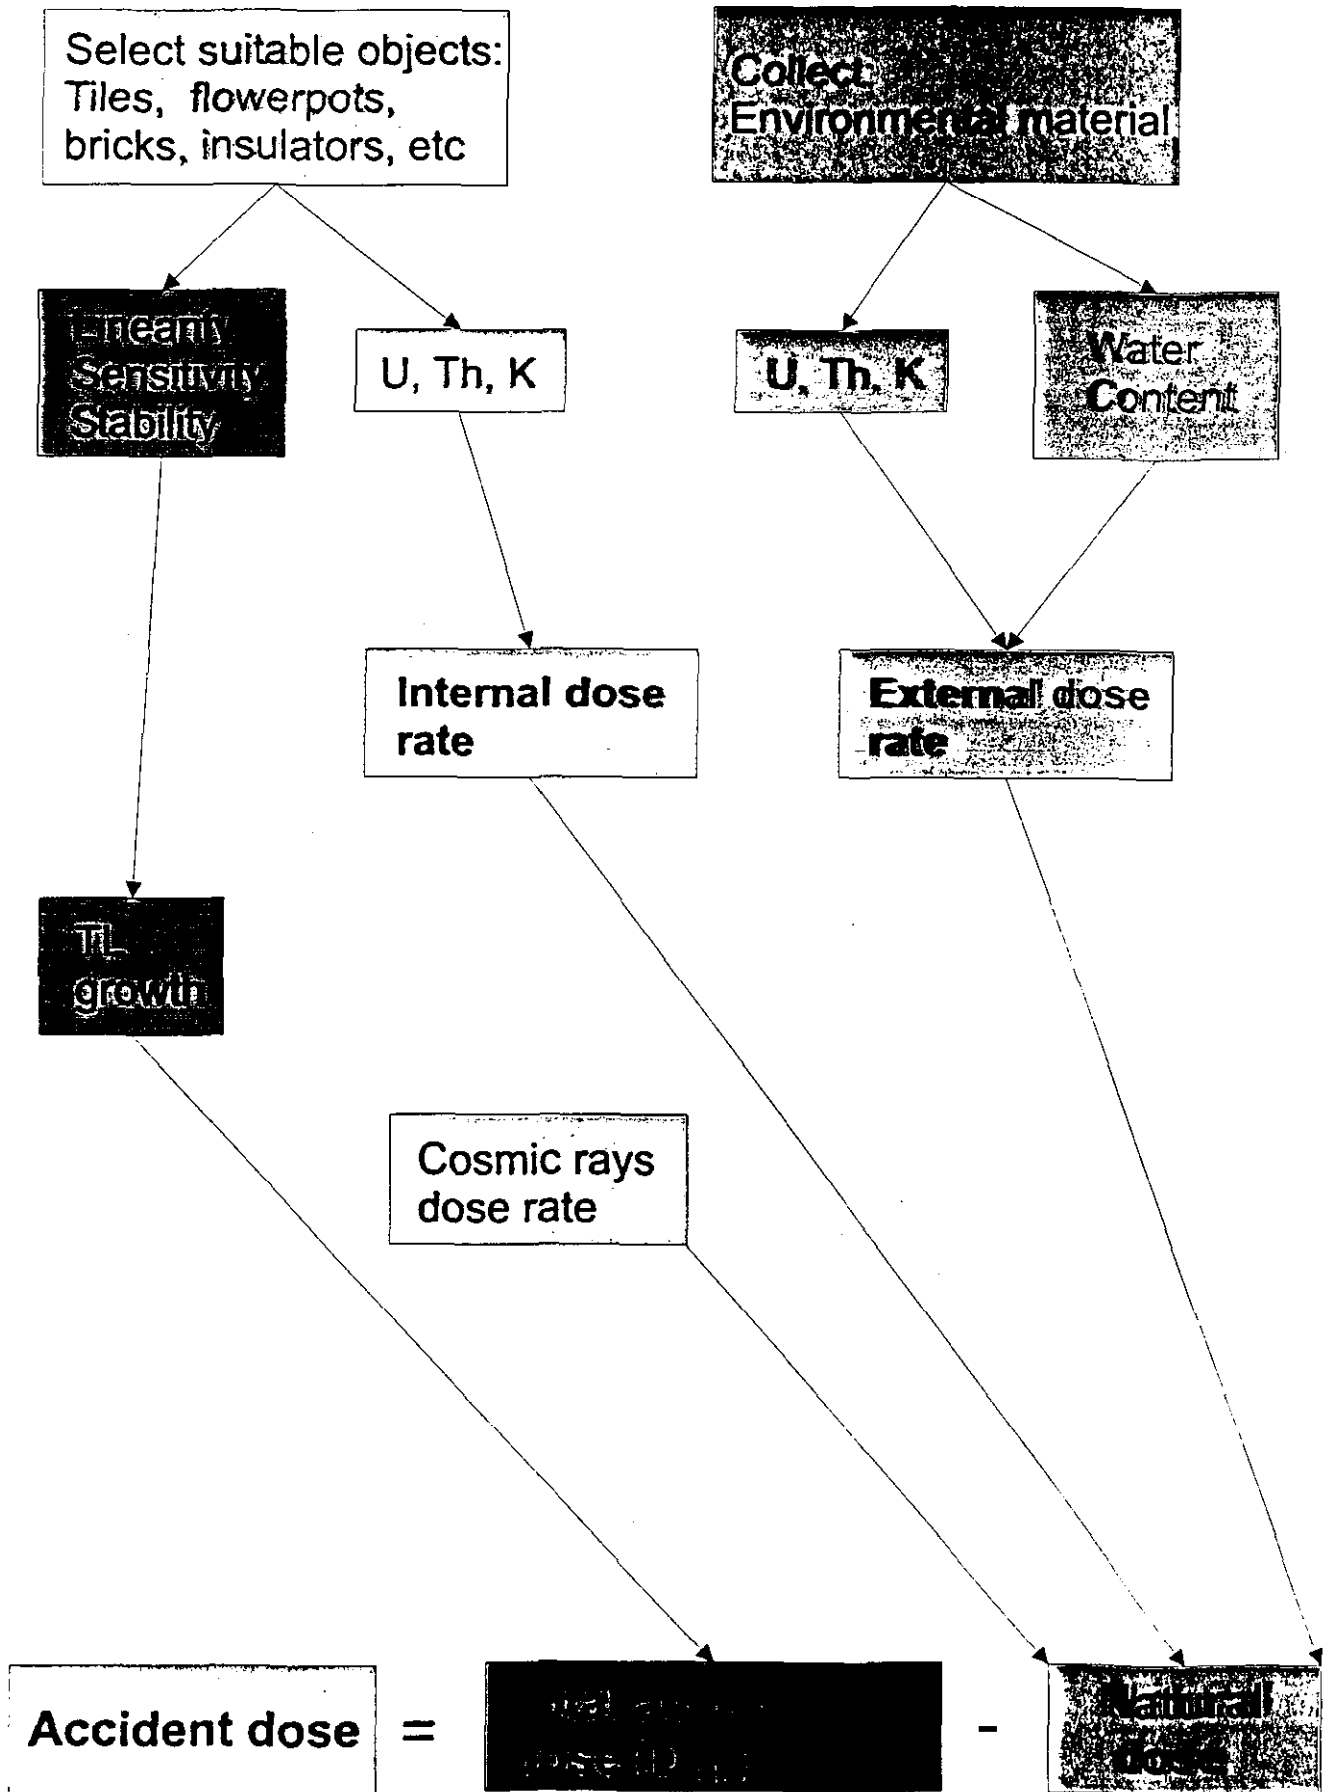 Select suitable objects:
Tiles, flowerpots,
bricks, insulators, etc
Collect:
Environmental material
Linearity
Sensitivity
Stability
U, Th, K
U, Th, K
Water
Content
Internal dose
rate
External dose
rate
TL
growth
Cosmic rays
dose rate
Accident dose
=
-
Natural
dose